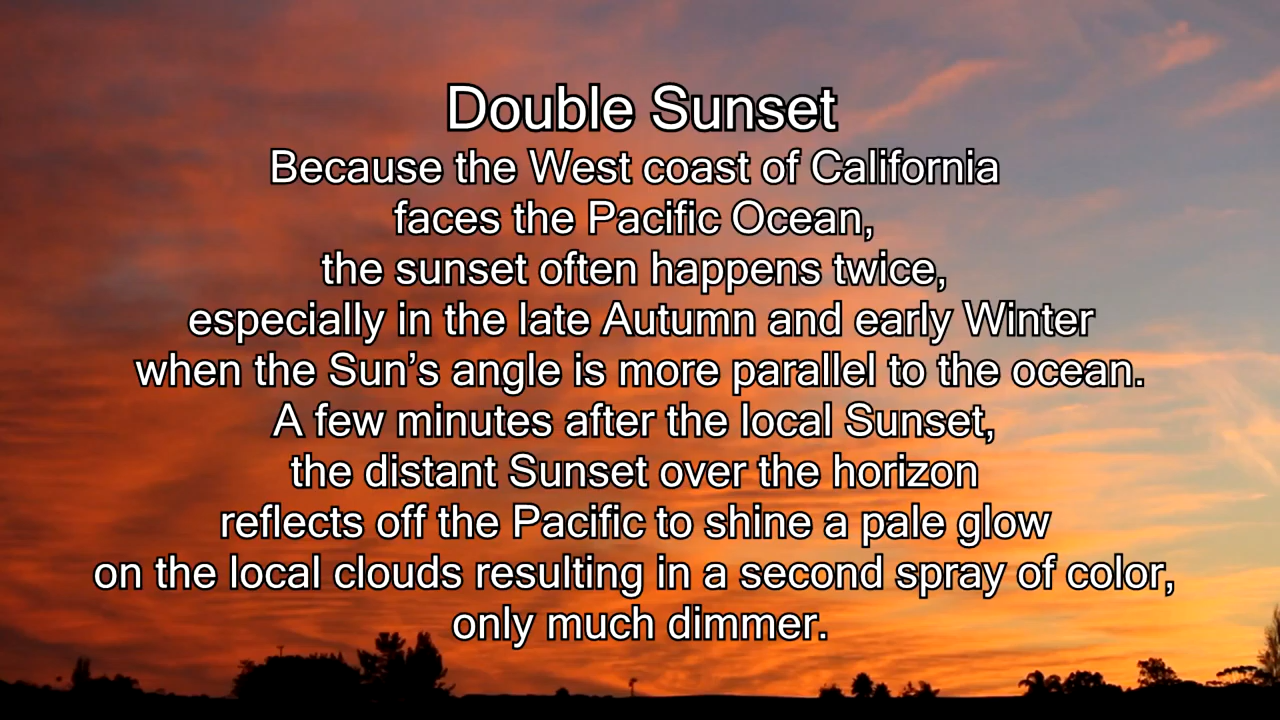 Double Sunset
Because the West coast of California
faces the Pacific Ocean,
the sunset often happens twice,
especially in the late Autumn and early Winter
when the Sun’s angle is more parallel to the ocean.
A few minutes after the local Sunset,
the distant Sunset over the horizon
reflects off the Pacific to shine a pale glow
on the local clouds resulting in a second spray of color,
only much dimmer.